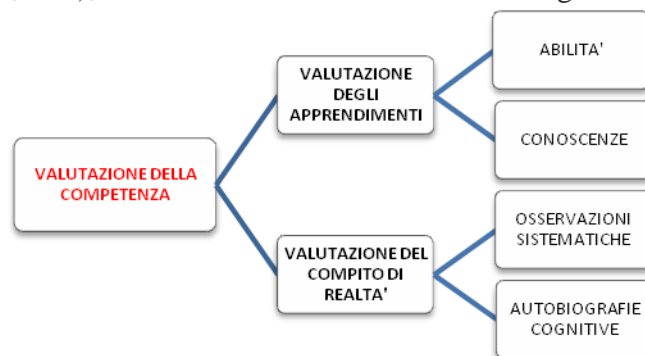 VALUTAZIONE
DEGLI
APPRENDIMENTI
ABILITA'
CONOSCENZE
VALUTAZIONE DELLA
COMPETENZA
VALUTAZIONE DEL
COMPITO DI
REALTA'
OSSERVAZIONI
SISTEMATICHE
AUTOBIOGRAFIE
COGNITIVE